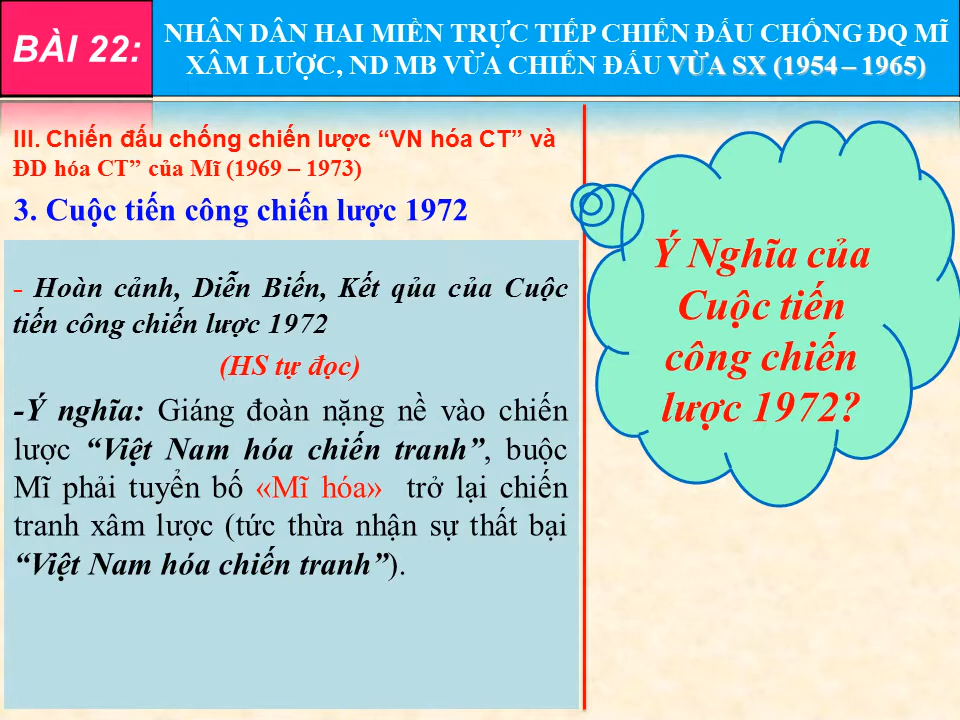 BÀI 22:
NHÂN DÂN HAI MIỀN TRỰC TIẾP CHIẾN ĐẤU CHỐNG ĐQ MĨ
XÂM LƯỢC, ND MB VỪA CHIẾN ĐẤU VỪA SX (1954 – 1965)
III. Chiến đấu chống chiến lược “VN hóa CT” và
ĐD hóa CT” của Mĩ (1969 – 1973)
3. Cuộc tiến công chiến lược 1972
- Hoàn cảnh, Diễn Biến, Kết qủa của Cuộc
tiến công chiến lược 1972
(HS tự đọc)
-Ý nghĩa: Giáng đoàn nặng nề vào chiến
lược “Việt Nam hóa chiến tranh”, buộc
Mĩ phải tuyển bố «Mĩ hóa» trở lại chiến
tranh xâm lược (tức thừa nhận sự thất bại
“Việt Nam hóa chiến tranh”).
Ý Nghĩa của
Cuộc tiến
công chiến
lược 1972?